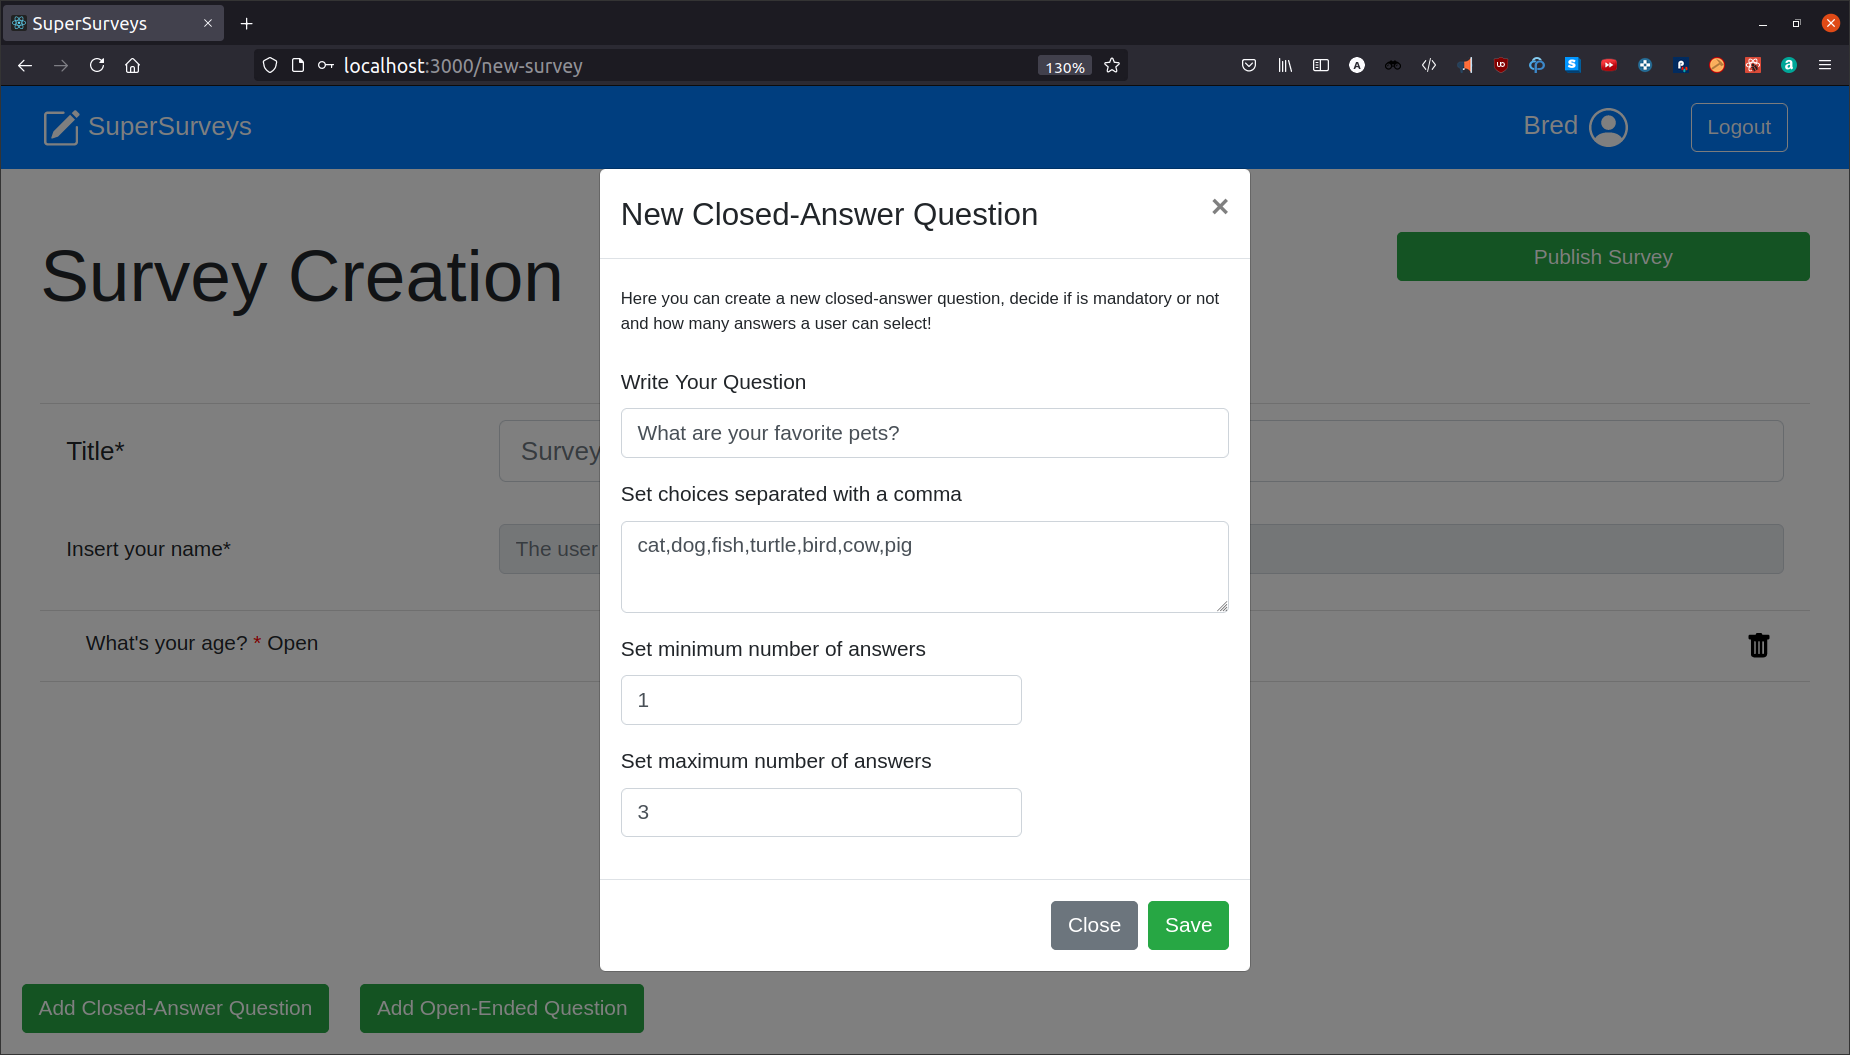 SuperSurveys
localhost:3000/new-survey
130%
SuperSurveys
Bred
Logout
Survey Creation
Publish Survey
New Closed-Answer Question
×
Here you can create a new closed-answer question, decide if is mandatory or not
and how many answers a user can select!
Write Your Question
What are your favorite pets?
Set choices separated with a comma
cat,dog,fish,turtle,bird,cow,pig
Set minimum number of answers
1
Set maximum number of answers
3
Close
Save
Title*
Survey
Insert your name*
The user
What's your age? * Open
Add Closed-Answer Question
Add Open-Ended Question